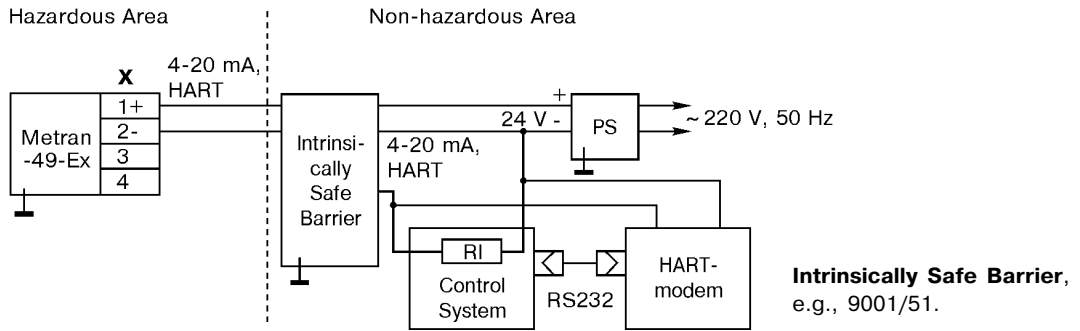 Hazardous Area
Non-hazardous Area
X
4-20 mA,
HART
1+
2-
3
4
Metran
-49-Ex
Intrinsi-
cally
Safe
Barrier
+
24 V -
PS
~ 220 V, 50 Hz
4-20 mA,
HART
RI
Control
System
RS232
HART-
modem
Intrinsically Safe Barrier,
e.g., 9001/51.